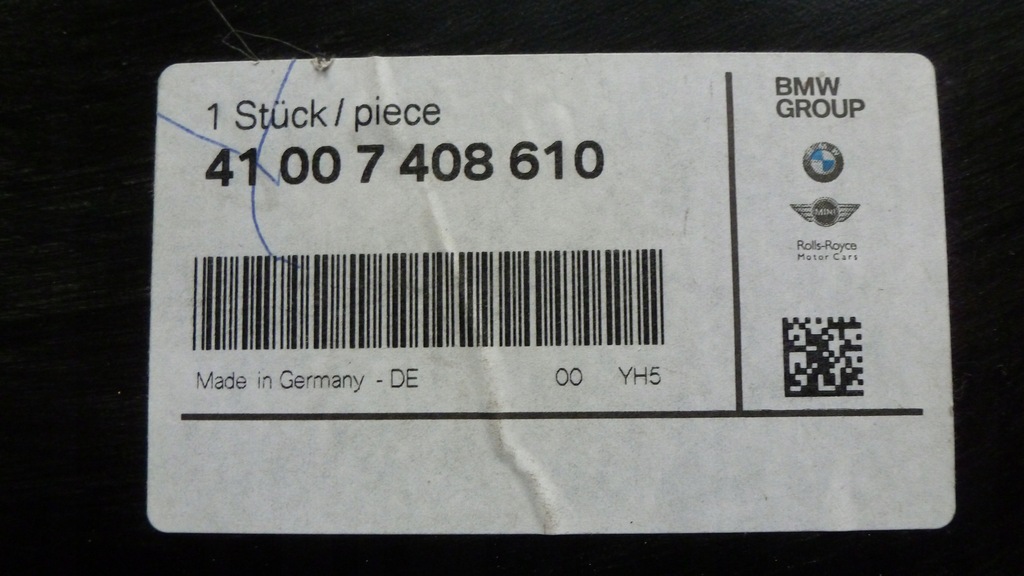 1 Stück / piece
41 00 7 408 610
Made in Germany - DE 00 YH5
BMW
GROUP
BMW
MINI
Rolls-Royce
Motor Cars